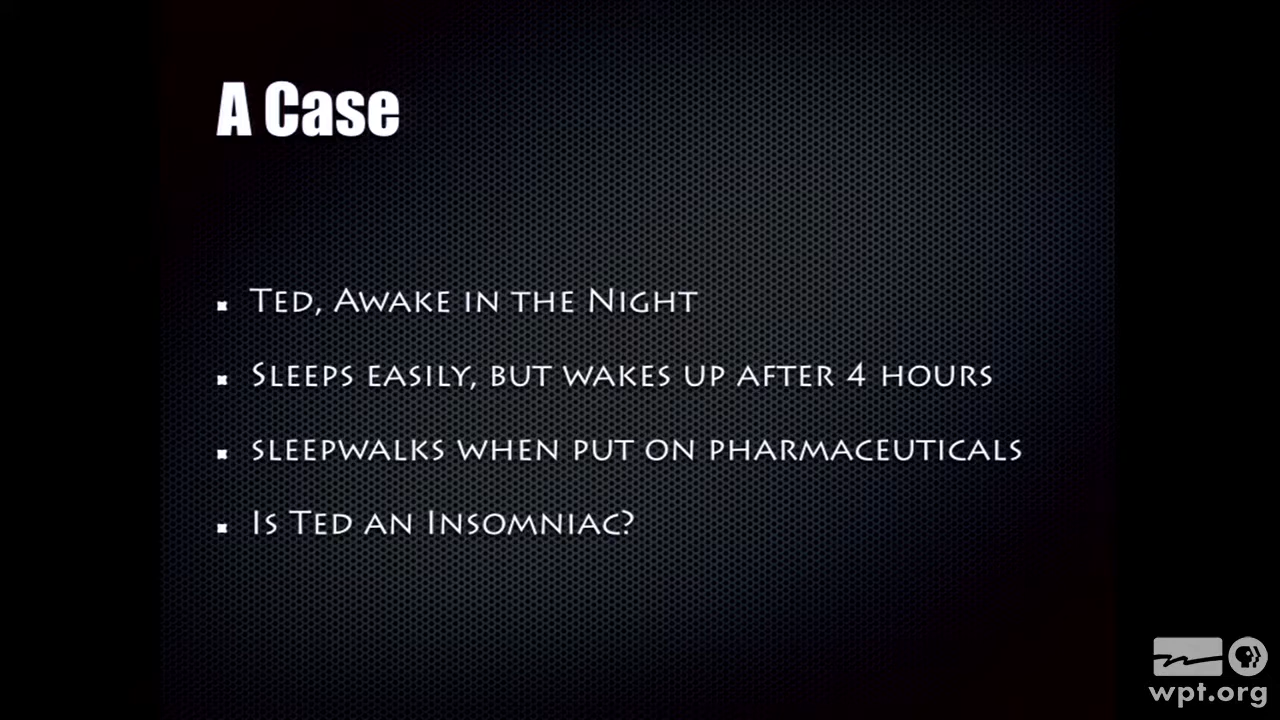 A Case
Ted, Awake in the Night
Sleeps easily, but wakes up after 4 hours
sleepwalks when put on pharmaceuticals
Is Ted an Insomniac?
wpt.org